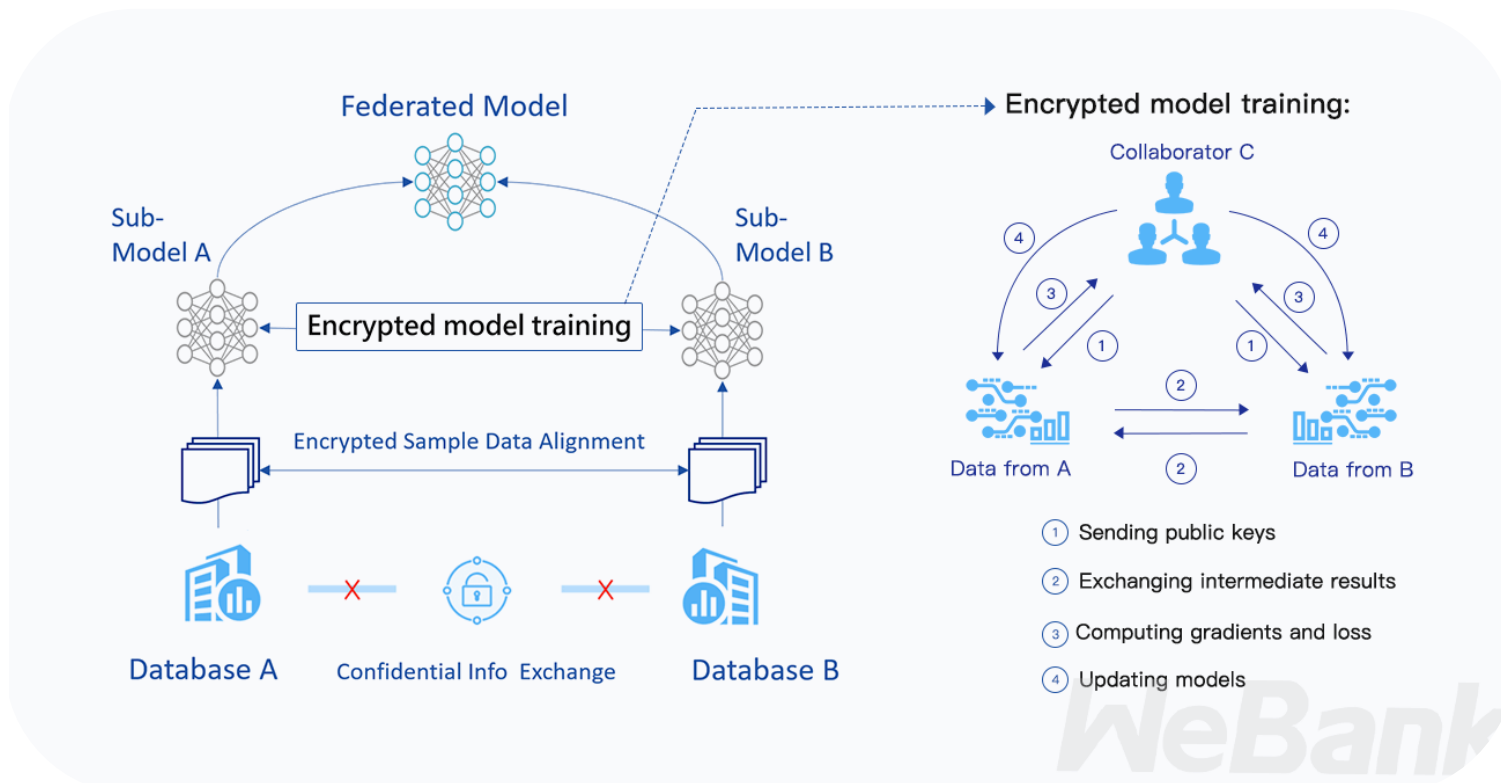 Federated Model
Encrypted model training:
Collaborator C
Sub-
Model A
Sub-
Model B
4
4
3
3
Encrypted model training
1
1
2
Encrypted Sample Data Alignment
Data from A
2
Data from B
1 Sending public keys
2 Exchanging intermediate results
3 Computing gradients and loss
Database A
Confidential Info Exchange
Database B
4 Updating models
WeBank